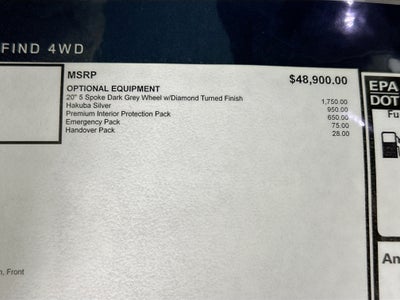 FIND 4WD
MSRP $48,900.00
OPTIONAL EQUIPMENT
20" 5 Spoke Dark Grey Wheel w/Diamond Turned Finish 1,750.00
Hakuba Silver 950.00
Premium Interior Protection Pack 650.00
Emergency Pack 75.00
Handover Pack 28.00
EPA
DOT
Fu
An
n, Front